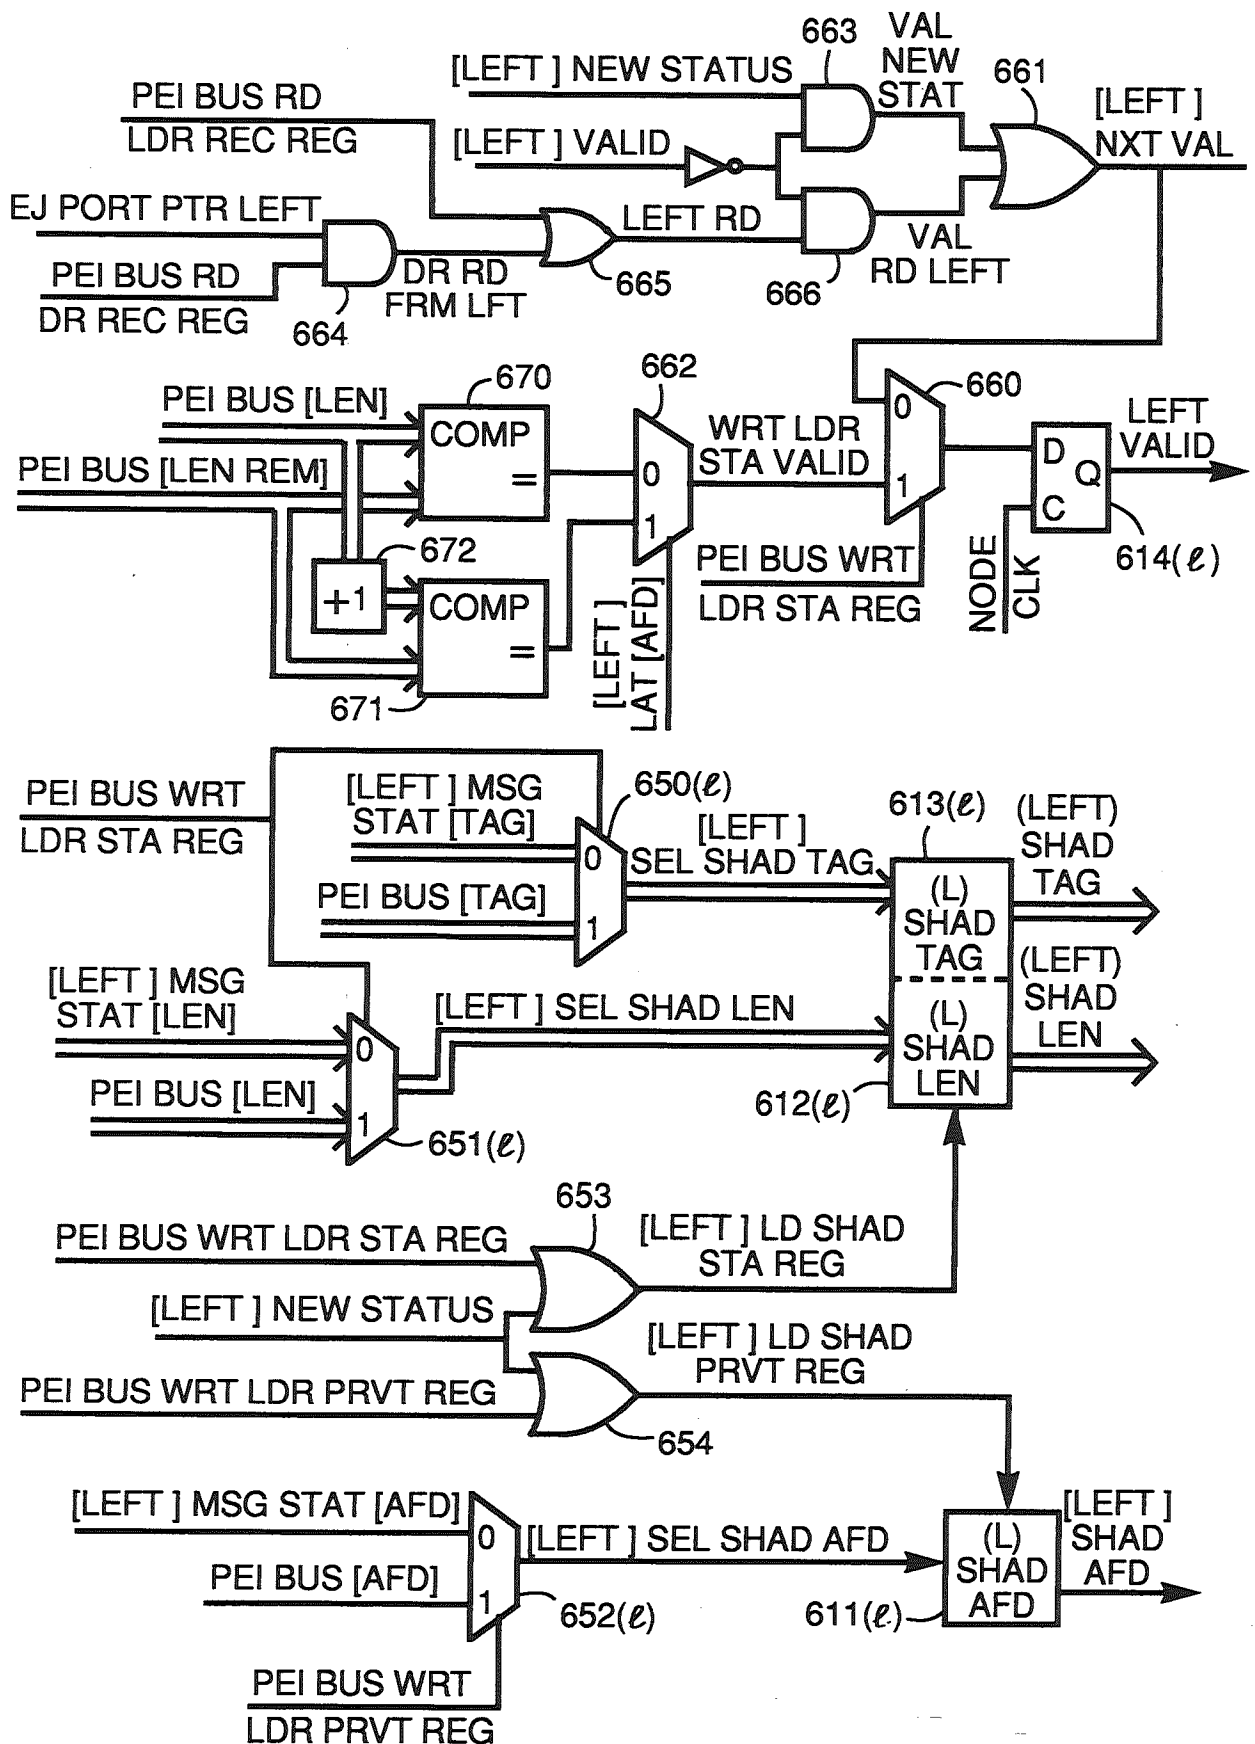 663
VAL
NEW
STAT
661
[LEFT ] NEW STATUS
[LEFT ]
NXT VAL
PEI BUS RD
LDR REC REG
[LEFT ] VALID
EJ PORT PTR LEFT
LEFT RD
VAL
RD LEFT
PEI BUS RD
DR REC REG
DR RD
FRM LFT
664
665
666
670
662
660
PEI BUS [LEN]
COMP
=
0
1
WRT LDR
STA VALID
0
1
LEFT
VALID
D
Q
C
PEI BUS [LEN REM]
672
+1
COMP
=
671
[LEFT ]
LAT [AFD]
PEI BUS WRT
LDR STA REG
NODE
CLK
614(ℓ)
PEI BUS WRT
LDR STA REG
[LEFT ] MSG
STAT [TAG]
650(ℓ)
0
1
PEI BUS [TAG]
[LEFT ]
SEL SHAD TAG
613(ℓ)
(L)
SHAD
TAG
(LEFT)
SHAD
TAG
[LEFT ] MSG
STAT [LEN]
0
1
PEI BUS [LEN]
651(ℓ)
[LEFT ] SEL SHAD LEN
(L)
SHAD
LEN
612(ℓ)
(LEFT)
SHAD
LEN
653
PEI BUS WRT LDR STA REG
[LEFT ] LD SHAD
STA REG
[LEFT ] NEW STATUS
[LEFT ] LD SHAD
PRVT REG
PEI BUS WRT LDR PRVT REG
654
[LEFT ] MSG STAT [AFD]
0
1
PEI BUS [AFD]
[LEFT ] SEL SHAD AFD
652(ℓ)
(L)
SHAD
AFD
611(ℓ)
[LEFT ]
SHAD
AFD
PEI BUS WRT
LDR PRVT REG